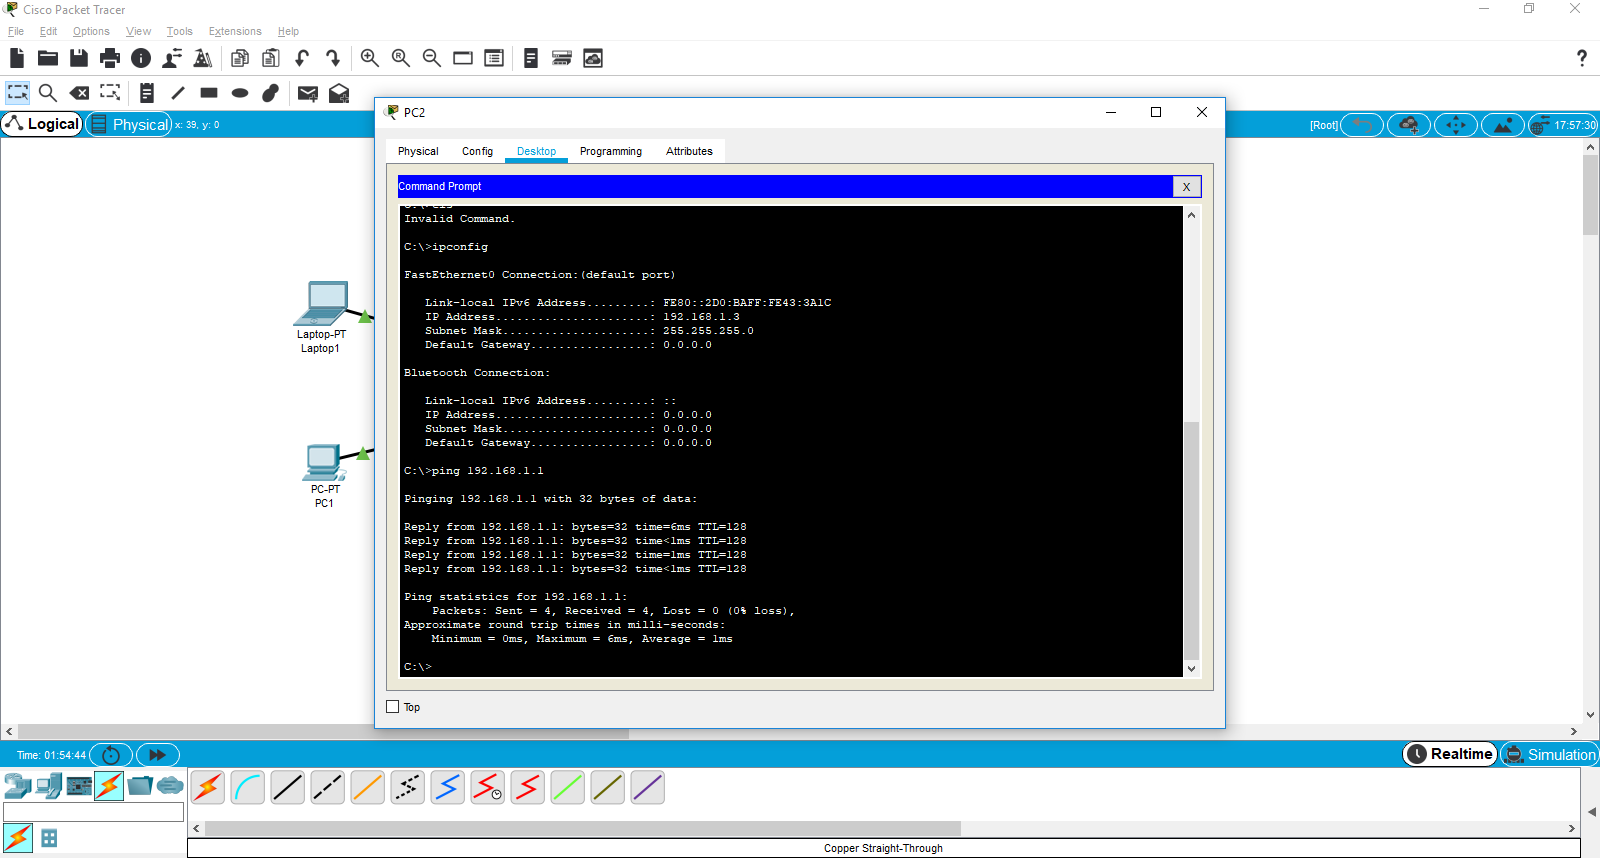 Cisco Packet Tracer
File Edit Options View Tools Extensions Help
Logical Physical x: 39, y: 0
[Root] 17:57:30
PC2
Physical Config Desktop Programming Attributes
Command Prompt X
Invalid Command.
C:\>ipconfig
FastEthernet0 Connection:(default port)
Link-local IPv6 Address.........: FE80::2D0:BAFF:FE43:3A1C
IP Address......................: 192.168.1.3
Subnet Mask.....................: 255.255.255.0
Default Gateway.................: 0.0.0.0
Bluetooth Connection:
Link-local IPv6 Address.........: ::
IP Address......................: 0.0.0.0
Subnet Mask.....................: 0.0.0.0
Default Gateway.................: 0.0.0.0
C:\>ping 192.168.1.1
Pinging 192.168.1.1 with 32 bytes of data:
Reply from 192.168.1.1: bytes=32 time=6ms TTL=128
Reply from 192.168.1.1: bytes=32 time<1ms TTL=128
Reply from 192.168.1.1: bytes=32 time=1ms TTL=128
Reply from 192.168.1.1: bytes=32 time<1ms TTL=128
Ping statistics for 192.168.1.1:
Packets: Sent = 4, Received = 4, Lost = 0 (0% loss),
Approximate round trip times in milli-seconds:
Minimum = 0ms, Maximum = 6ms, Average = 1ms
C:\>
Top
Laptop-PT
Laptop1
PC-PT
PC1
Time: 01:54:44
Realtime Simulation
Copper Straight-Through